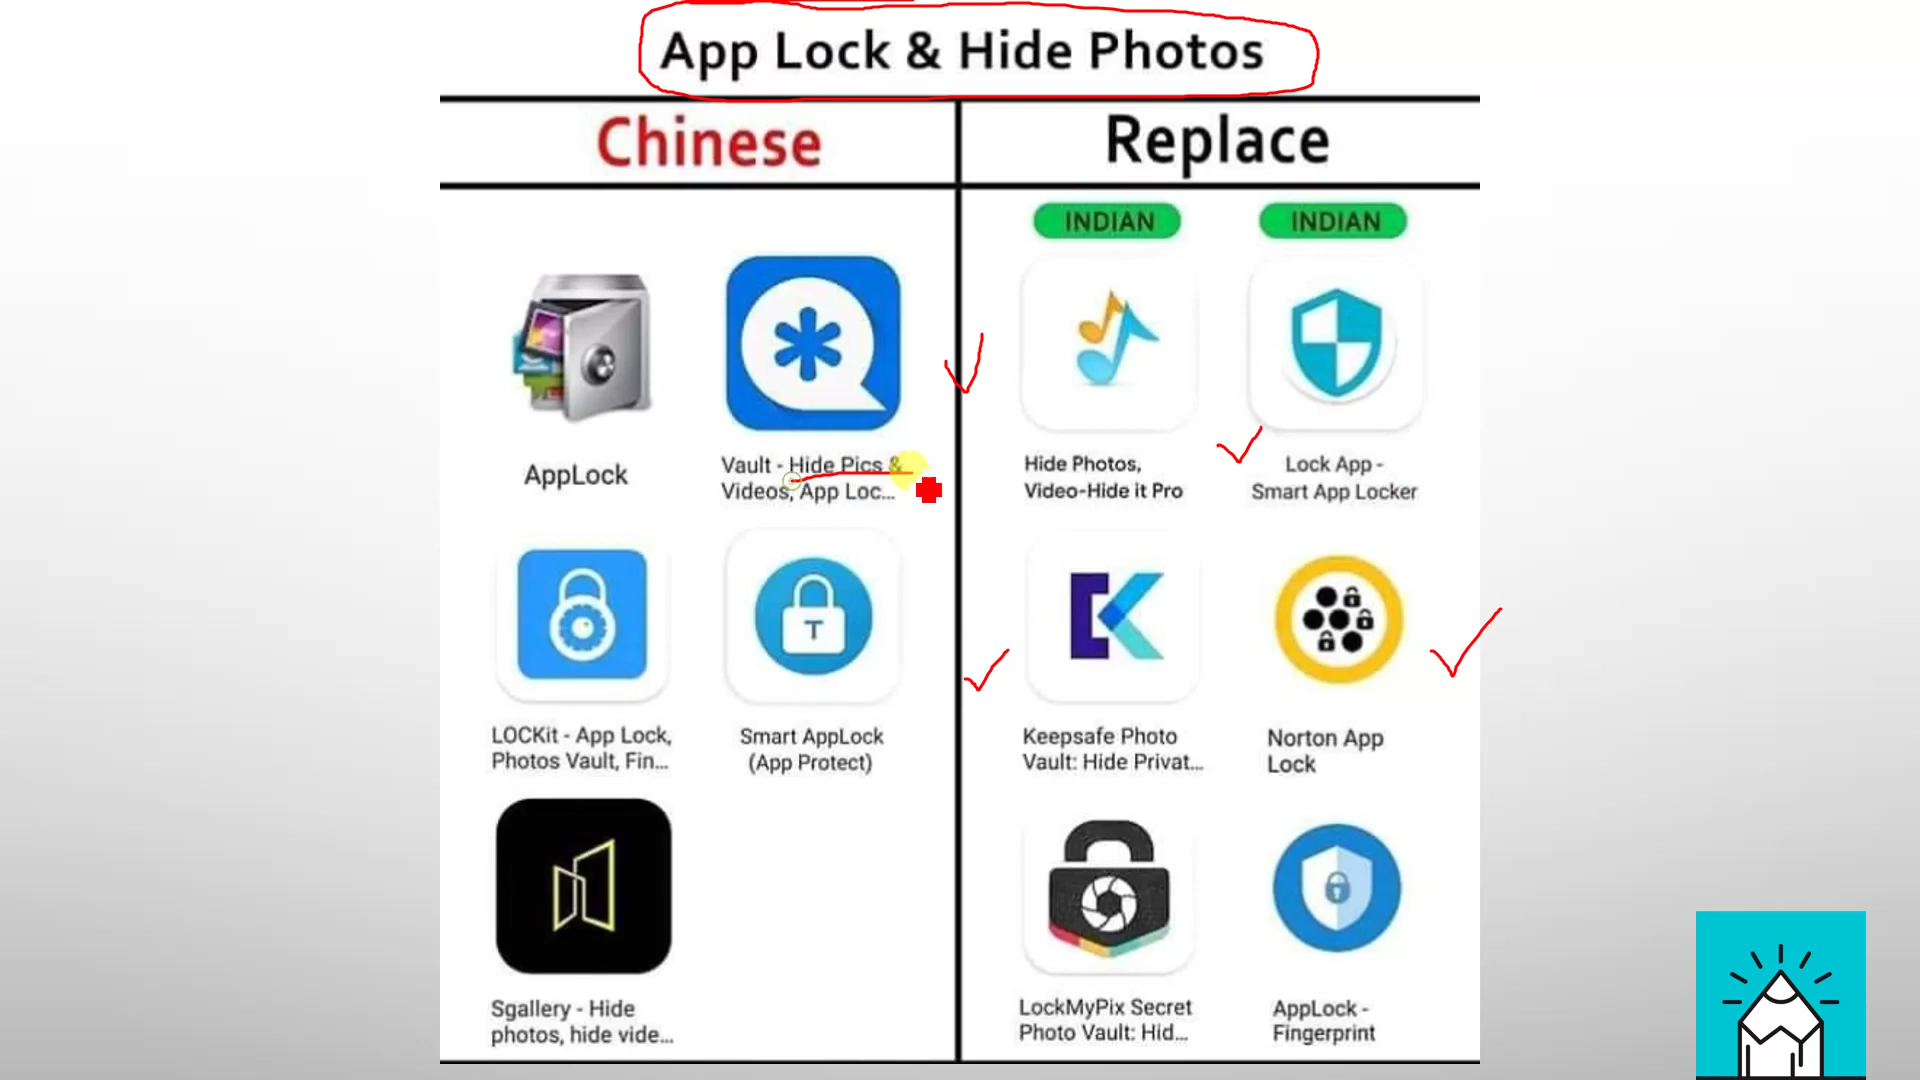 App Lock & Hide Photos
Chinese
Replace
INDIAN
INDIAN
AppLock
Vault - Hide Pics &
Videos, App Loc...
Hide Photos,
Video-Hide it Pro
Lock App -
Smart App Locker
T
LOCKit - App Lock,
Photos Vault, Fin...
Smart AppLock
(App Protect)
Keepsafe Photo
Vault: Hide Privat...
Norton App
Lock
Sgallery - Hide
photos, hide vide...
LockMyPix Secret
Photo Vault: Hid...
AppLock -
Fingerprint